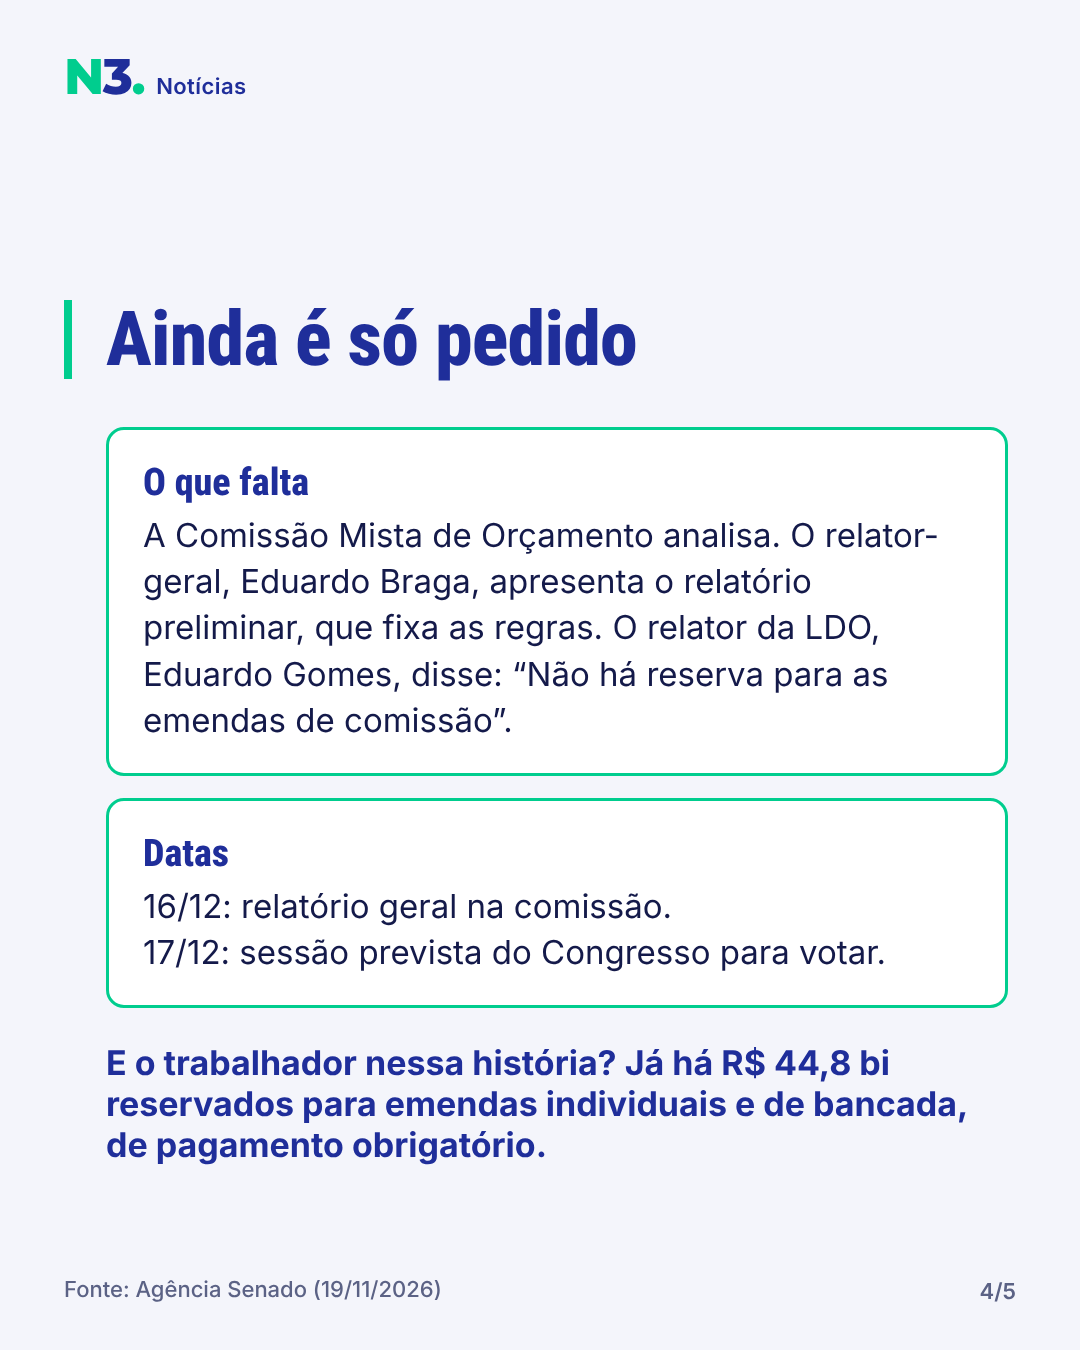 N3. Notícias
Ainda é só pedido
O que falta
A Comissão Mista de Orçamento analisa. O relator-
geral, Eduardo Braga, apresenta o relatório
preliminar, que fixa as regras. O relator da LDO,
Eduardo Gomes, disse: “Não há reserva para as
emendas de comissão”.
Datas
16/12: relatório geral na comissão.
17/12: sessão prevista do Congresso para votar.
E o trabalhador nessa história? Já há R$ 44,8 bi
reservados para emendas individuais e de bancada,
de pagamento obrigatório.
Fonte: Agência Senado (19/11/2026)
4/5